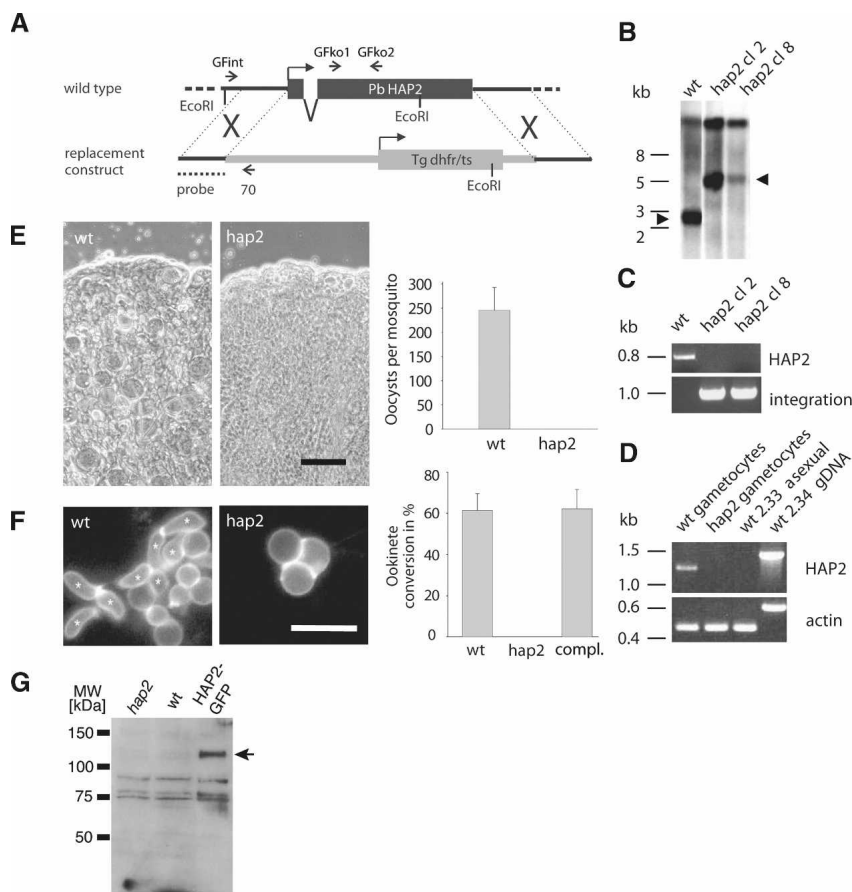 A
GFint
GFko1 GFko2
wild type
Pb HAP2
EcoRI
EcoRI
X X
replacement
construct
Tg dhfr/ts
EcoRI
probe
70
B
kb
wt
hap2 cl 2
hap2 cl 8
8
5
3
2
C
kb
wt
hap2 cl 2
hap2 cl 8
0.8
HAP2
1.0
integration
D
kb
wt gametocytes
hap2 gametocytes
wt 2.33 asexual
wt 2.34 gDNA
1.5
1.0
HAP2
0.6
0.4
actin
E
wt
hap2
Oocysts per mosquito
300
250
200
150
100
50
0
wt hap2
F
wt
* * * * * * *
hap2
Ookinete
conversion in %
80
60
40
20
0
wt hap2 compl.
G
MW
[kDa]
hap2
wt
HAP2-
GFP
150
100
75
50